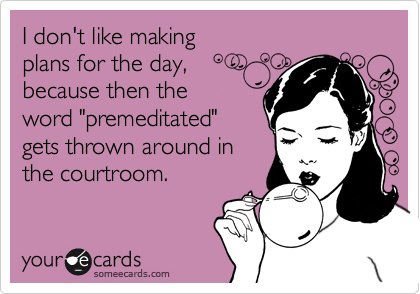 I don't like making
plans for the day,
because then the
word "premeditated"
gets thrown around in
the courtroom.
your e cards
someecards.com